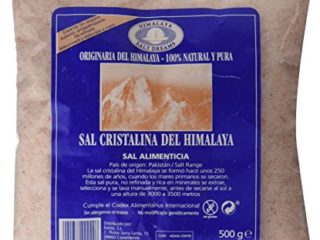 HIMALAYA
SALT DREAMS
ORIGINARIA DEL HIMALAYA - 100% NATURAL Y PURA
SAL CRISTALINA DEL HIMALAYA
SAL ALIMENTICIA
País de origen: Pakistán / Salt Range
La sal cristalina del Himalaya se formó hace unos 250
millones de años, cuando los mares primarios se secaron.
Esta sal pura, no refinada y rica en minerales se extrae,
selecciona y se lava manualmente, antes de secarse al sol a
una altura de 3000 a 3500 metros
Cumple el Codex Alimentarius Internacional
Sin alérgenos ni trazas - No modificado genéticamente
Distribuido por:
500 g e